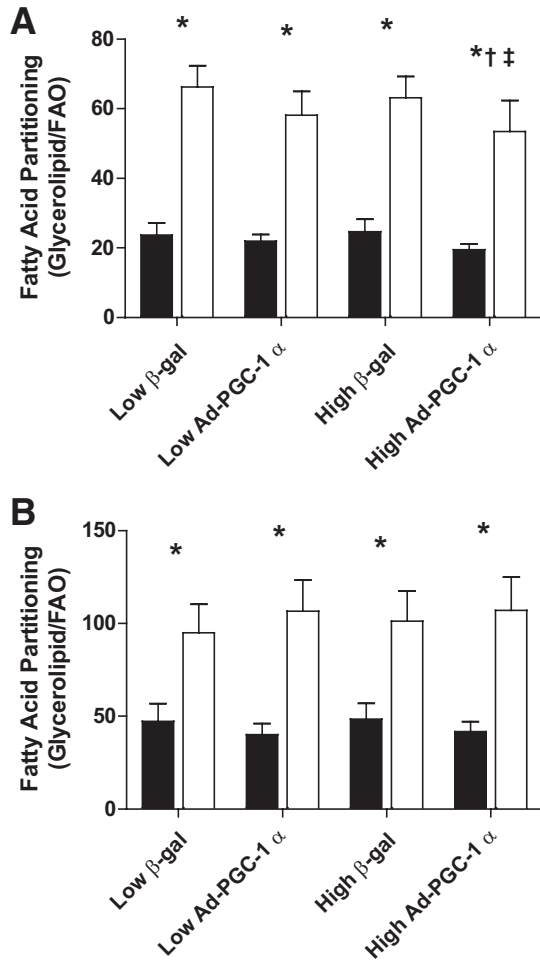 A
Fatty Acid Partitioning
(Glycerolipid/FAO)
80
60
40
20
0
*
*
*
*† ‡
Low β-gal
Low Ad-PGC-1 α
High β-gal
High Ad-PGC-1 α
B
Fatty Acid Partitioning
(Glycerolipid/FAO)
150
100
50
0
*
*
*
*
Low β-gal
Low Ad-PGC-1 α
High β-gal
High Ad-PGC-1 α